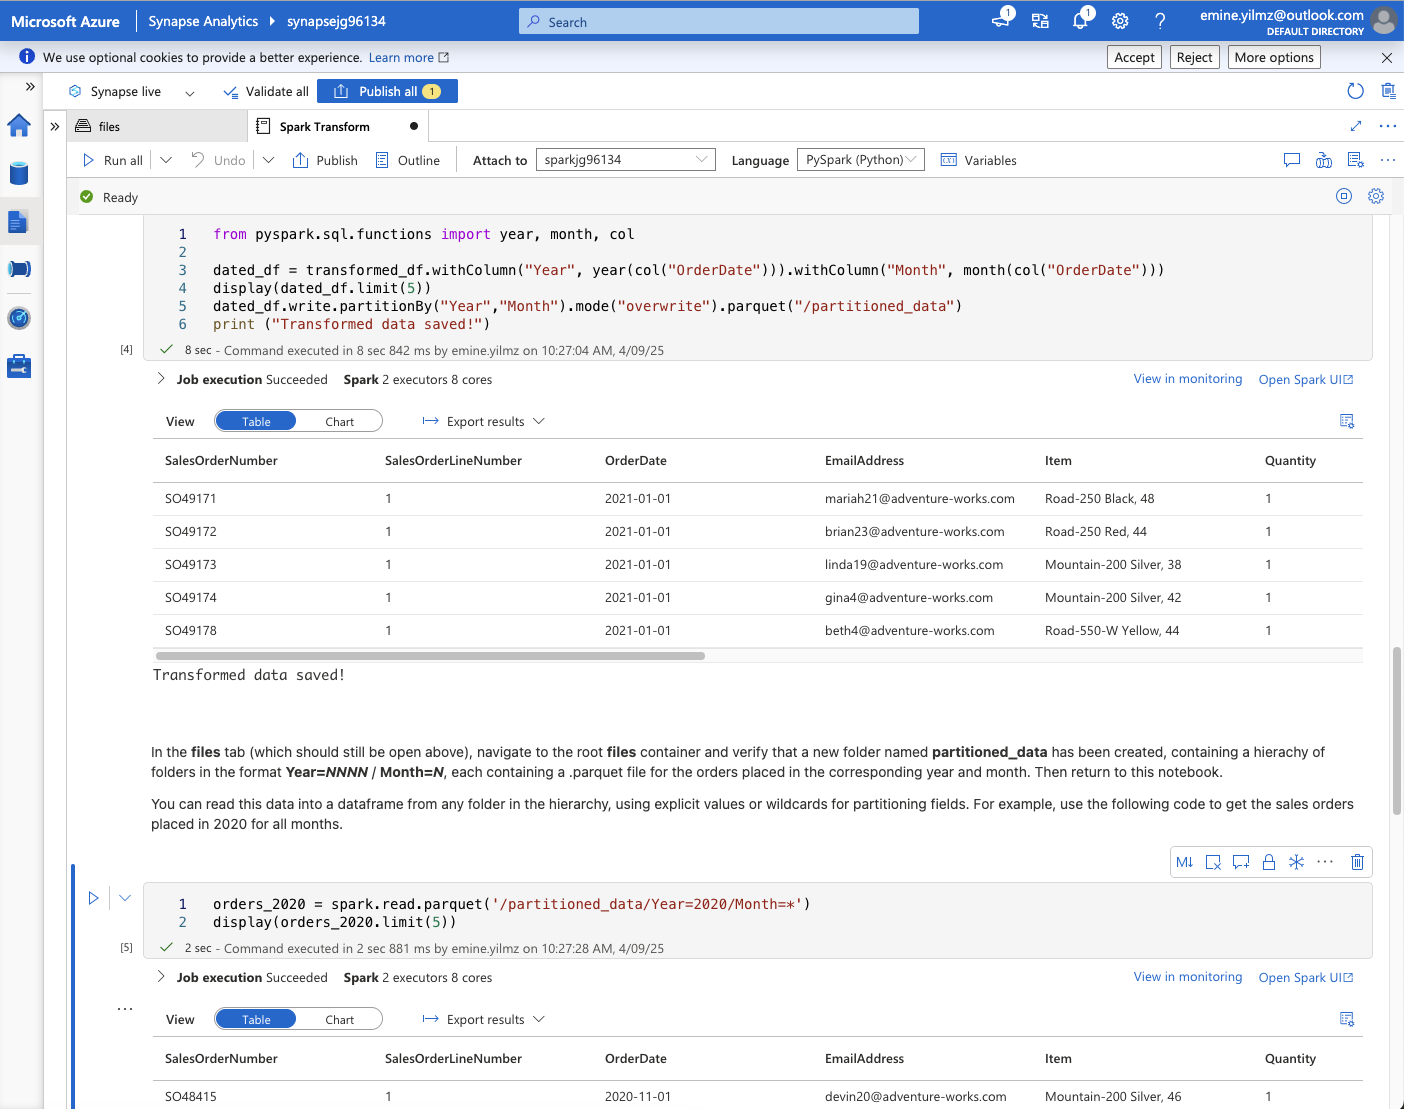 Microsoft Azure Synapse Analytics synapsejg96134 Search 1 1 ? emine.yilmz@outlook.com
DEFAULT DIRECTORY
We use optional cookies to provide a better experience. Learn more Accept Reject More options
Synapse live Validate all Publish all 1
files Spark Transform
Run all Undo Publish Outline Attach to sparkjg96134 Language PySpark (Python) Variables
Ready
1 from pyspark.sql.functions import year, month, col
2
3 dated_df = transformed_df.withColumn("Year", year(col("OrderDate"))).withColumn("Month", month(col("OrderDate")))
4 display(dated_df.limit(5))
5 dated_df.write.partitionBy("Year","Month").mode("overwrite").parquet("/partitioned_data")
6 print ("Transformed data saved!")
[4] 8 sec - Command executed in 8 sec 842 ms by emine.yilmz on 10:27:04 AM, 4/09/25
Job execution Succeeded Spark 2 executors 8 cores View in monitoring Open Spark UI
View Table Chart Export results
SalesOrderNumber SalesOrderLineNumber OrderDate EmailAddress Item Quantity
SO49171 1 2021-01-01 mariah21@adventure-works.com Road-250 Black, 48 1
SO49172 1 2021-01-01 brian23@adventure-works.com Road-250 Red, 44 1
SO49173 1 2021-01-01 linda19@adventure-works.com Mountain-200 Silver, 38 1
SO49174 1 2021-01-01 gina4@adventure-works.com Mountain-200 Silver, 42 1
SO49178 1 2021-01-01 beth4@adventure-works.com Road-550-W Yellow, 44 1
Transformed data saved!
In the files tab (which should still be open above), navigate to the root files container and verify that a new folder named partitioned_data has been created, containing a hierachy of
folders in the format Year=NNNN / Month=N, each containing a .parquet file for the orders placed in the corresponding year and month. Then return to this notebook.
You can read this data into a dataframe from any folder in the hierarchy, using explicit values or wildcards for partitioning fields. For example, use the following code to get the sales orders
placed in 2020 for all months.
M↓
1 orders_2020 = spark.read.parquet('/partitioned_data/Year=2020/Month=*')
2 display(orders_2020.limit(5))
[5] 2 sec - Command executed in 2 sec 881 ms by emine.yilmz on 10:27:28 AM, 4/09/25
Job execution Succeeded Spark 2 executors 8 cores View in monitoring Open Spark UI
View Table Chart Export results
SalesOrderNumber SalesOrderLineNumber OrderDate EmailAddress Item Quantity
SO48415 1 2020-11-01 devin20@adventure-works.com Mountain-200 Silver, 46 1